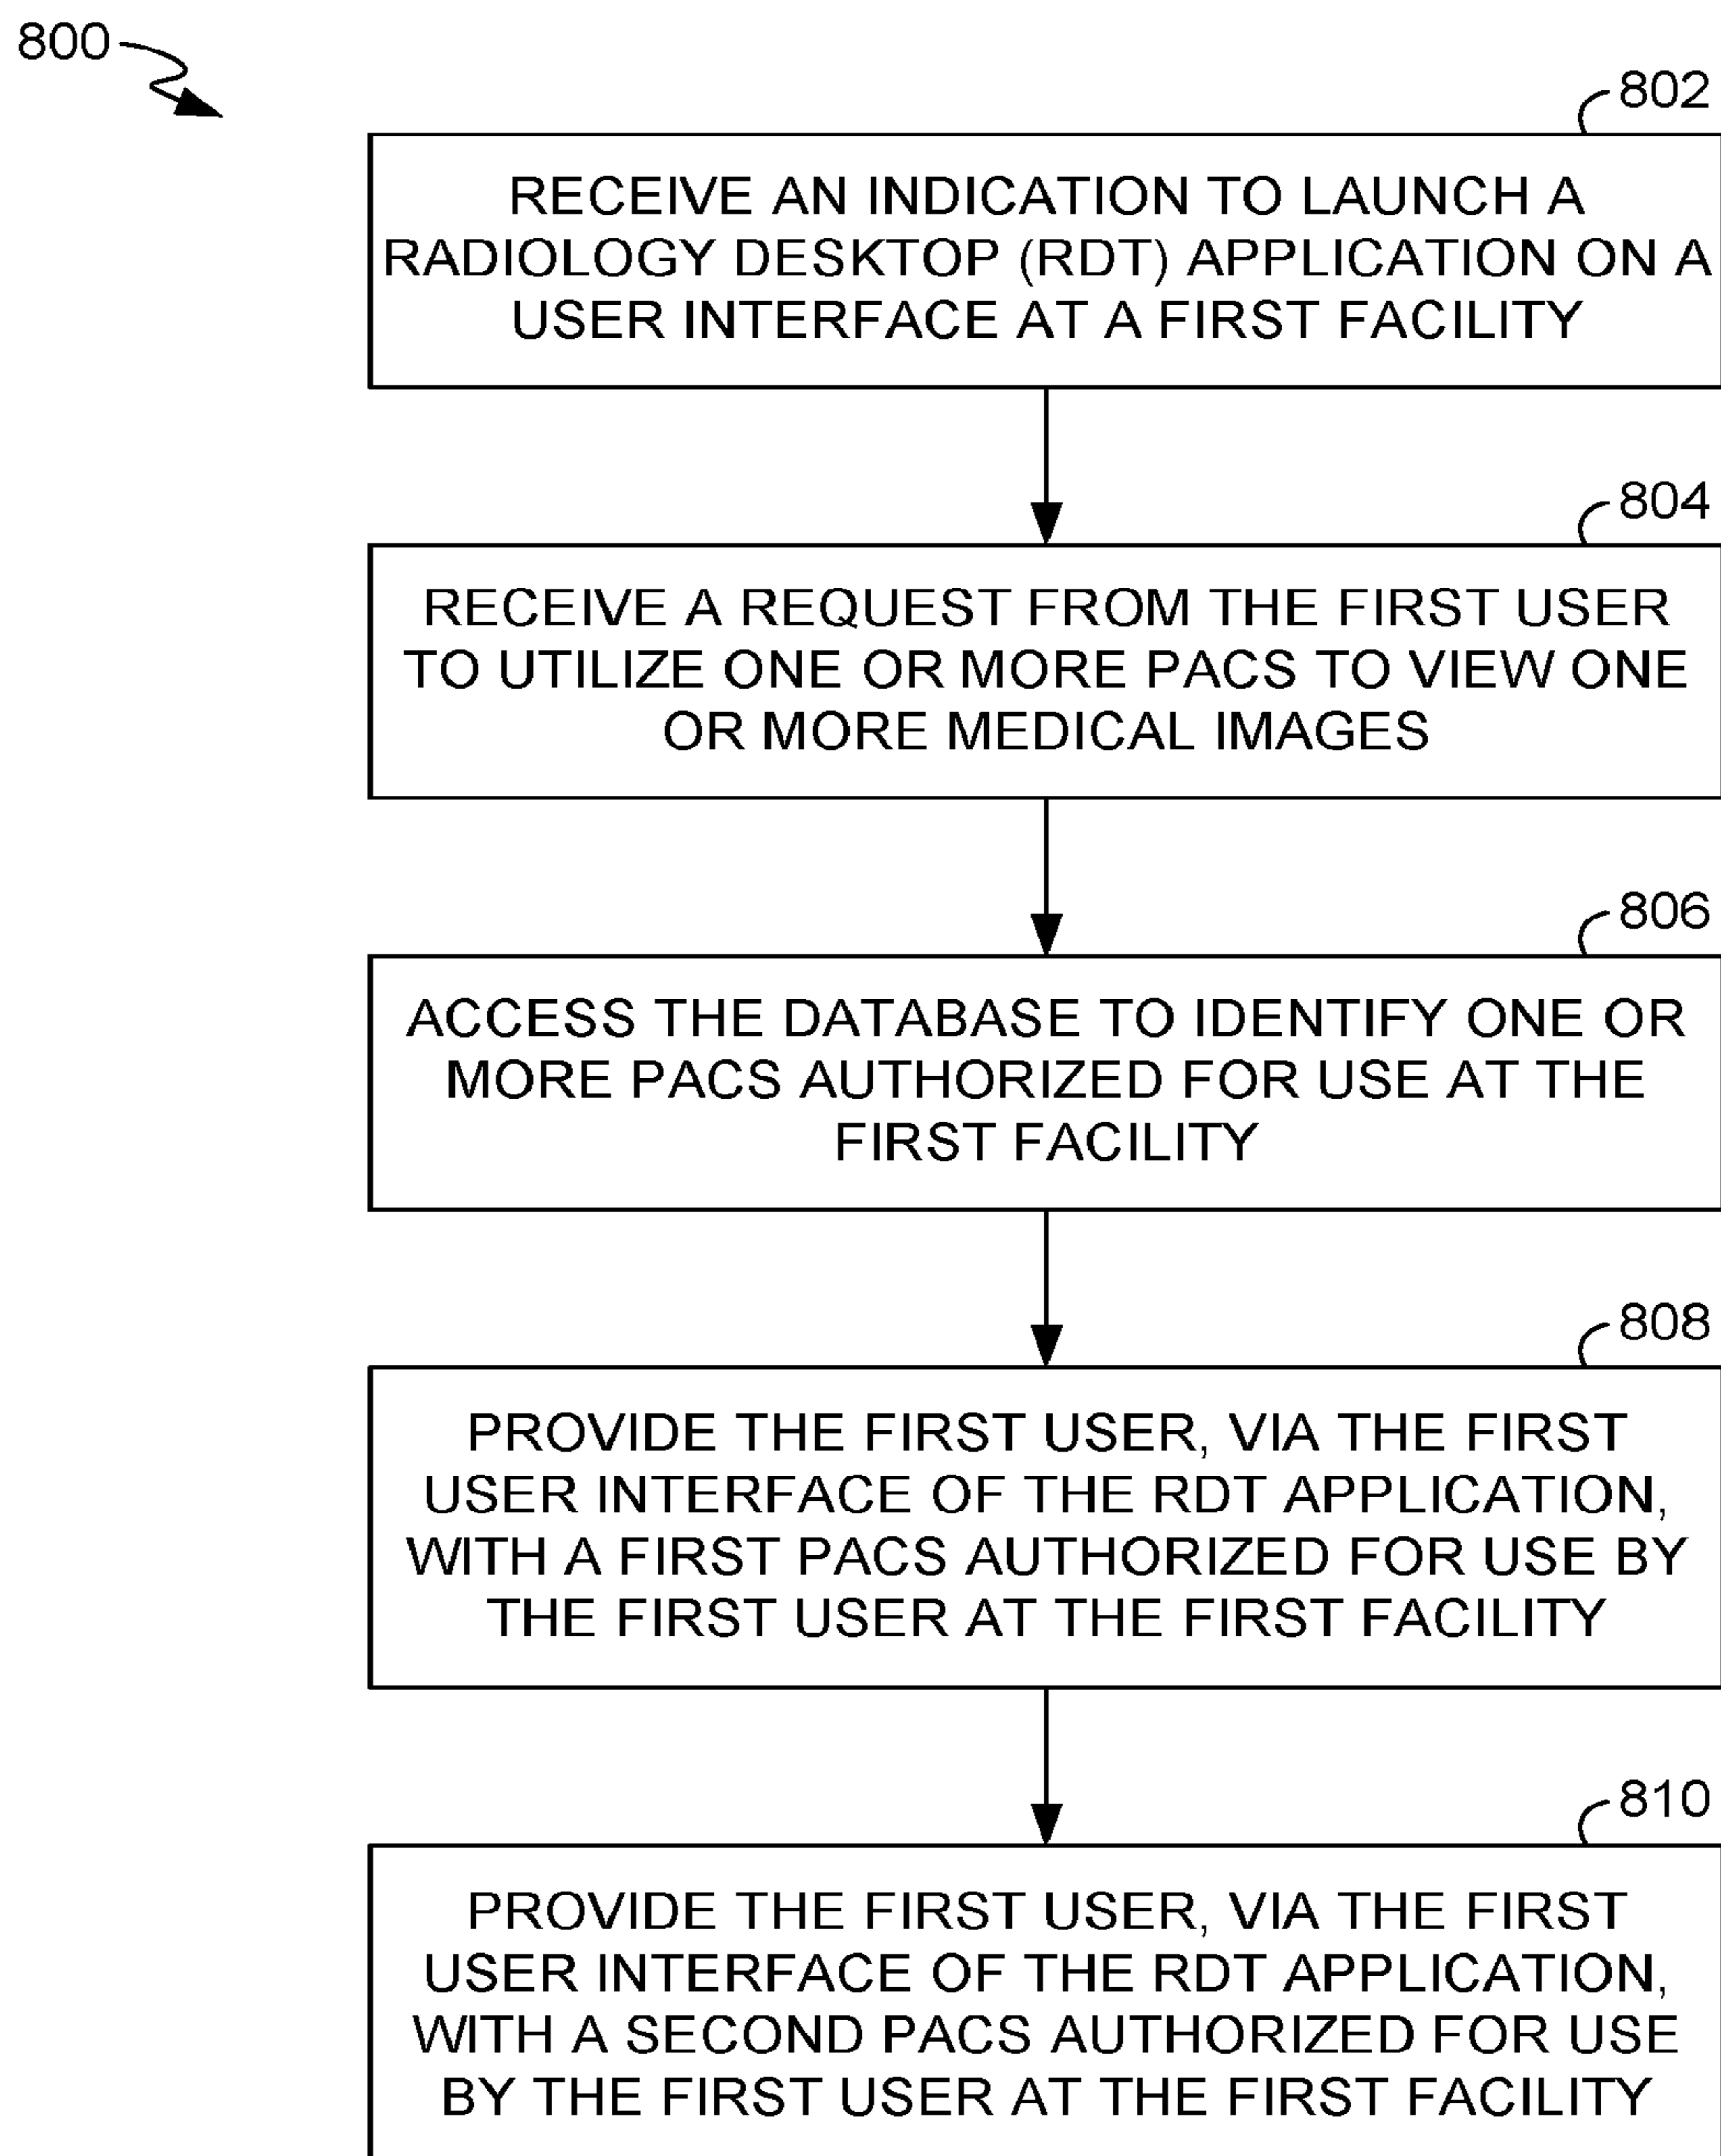 800
802
RECEIVE AN INDICATION TO LAUNCH A
RADIOLOGY DESKTOP (RDT) APPLICATION ON A
USER INTERFACE AT A FIRST FACILITY
804
RECEIVE A REQUEST FROM THE FIRST USER
TO UTILIZE ONE OR MORE PACS TO VIEW ONE
OR MORE MEDICAL IMAGES
806
ACCESS THE DATABASE TO IDENTIFY ONE OR
MORE PACS AUTHORIZED FOR USE AT THE
FIRST FACILITY
808
PROVIDE THE FIRST USER, VIA THE FIRST
USER INTERFACE OF THE RDT APPLICATION,
WITH A FIRST PACS AUTHORIZED FOR USE BY
THE FIRST USER AT THE FIRST FACILITY
810
PROVIDE THE FIRST USER, VIA THE FIRST
USER INTERFACE OF THE RDT APPLICATION,
WITH A SECOND PACS AUTHORIZED FOR USE
BY THE FIRST USER AT THE FIRST FACILITY